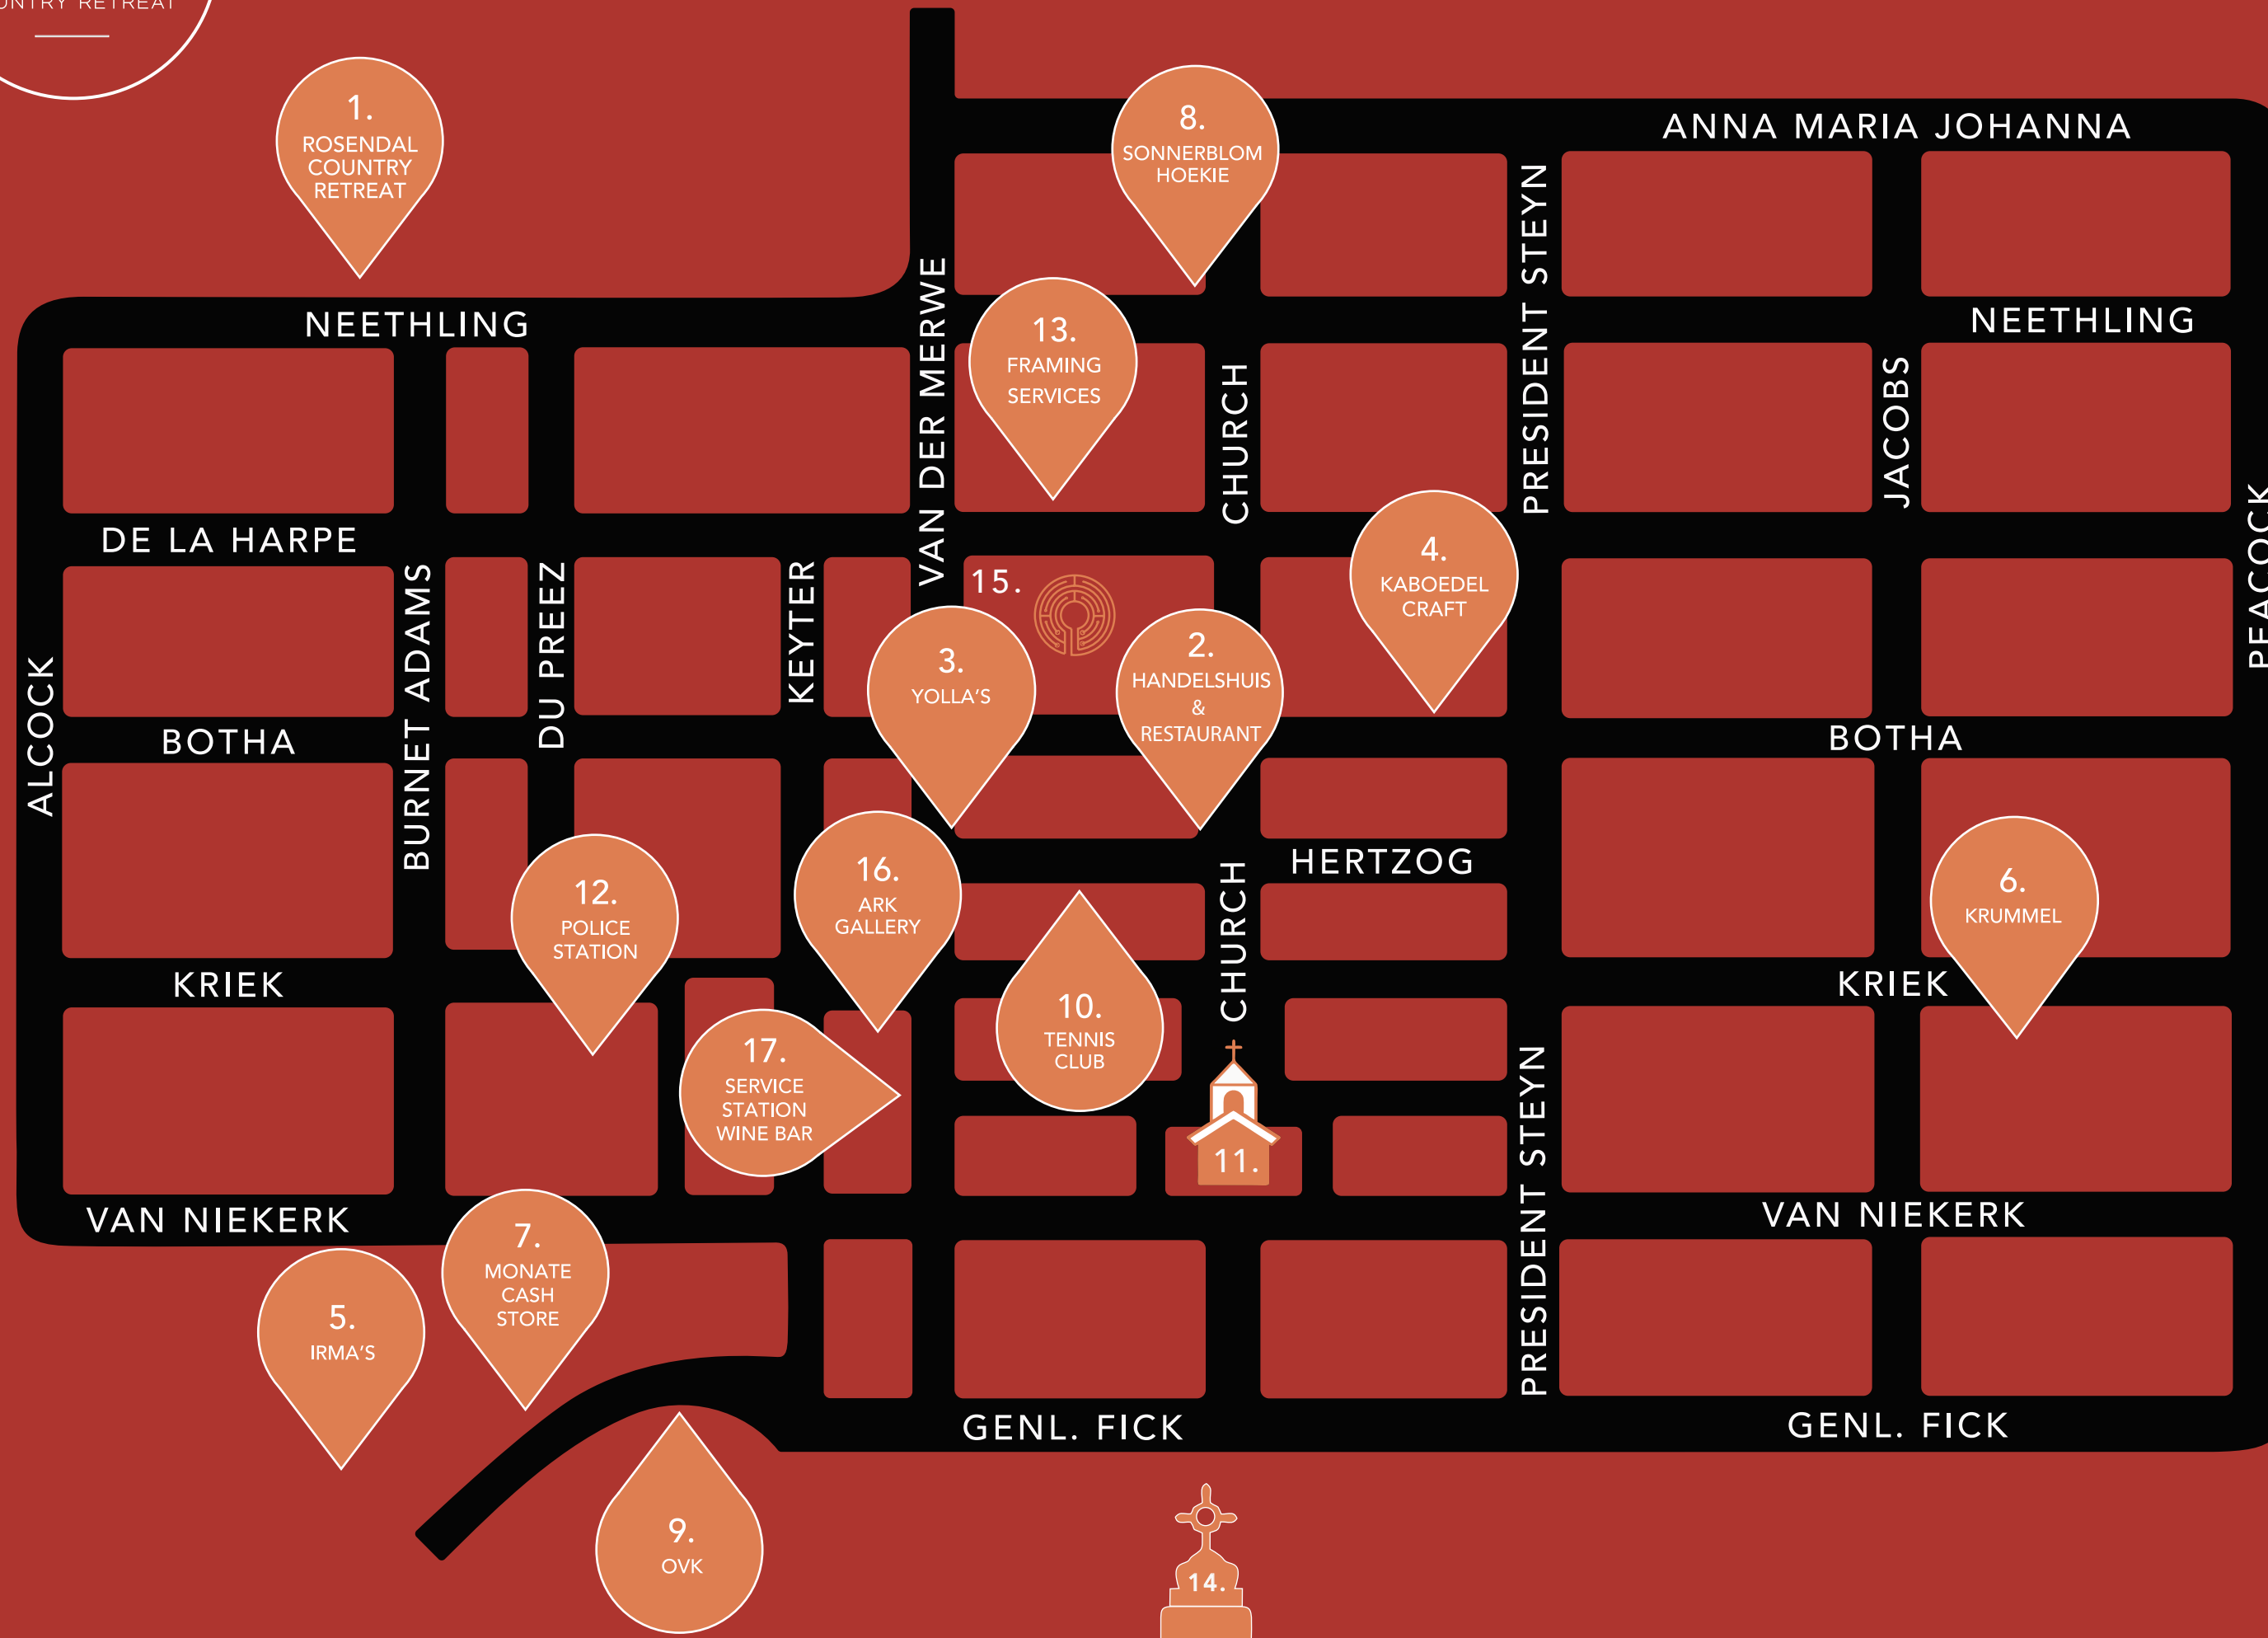 RETREAT
1.
ROSENDAL
COUNTRY
RETREAT
8.
SONNERBLOM
HOEKIE
ANNA MARIA JOHANNA
NEETHLING
13.
FRAMING
SERVICES
NEETHLING
VAN DER MERWE
CHURCH
PRESIDENT STEYN
JACOBS
PEACOCK
DE LA HARPE
4.
KABOEDEL
CRAFT
15.
ALCOCK
BURNET ADAMS
DU PREEZ
KEYTER
3.
YOLLA'S
2.
HANDELSHUIS
&
RESTAURANT
BOTHA
BOTHA
12.
POLICE
STATION
16.
ARK
GALLERY
HERTZOG
CHURCH
6.
KRUMMEL
KRIEK
KRIEK
10.
TENNIS
CLUB
17.
SERVICE
STATION
WINE BAR
11.
PRESIDENT STEYN
VAN NIEKERK
VAN NIEKERK
7.
MONATE
CASH
STORE
5.
IRMA'S
GENL. FICK
GENL. FICK
9.
OVK
14.